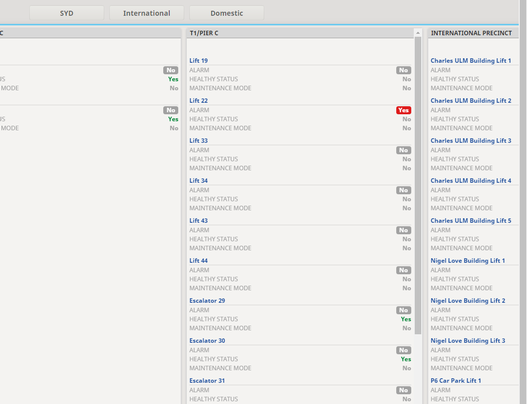 SYD International Domestic
C
No
S Yes
MODE No
No
S Yes
MODE No
T1/PIER C
Lift 19
ALARM No
HEALTHY STATUS No
MAINTENANCE MODE No
Lift 22
ALARM Yes
HEALTHY STATUS No
MAINTENANCE MODE No
Lift 33
ALARM No
HEALTHY STATUS No
MAINTENANCE MODE No
Lift 34
ALARM No
HEALTHY STATUS No
MAINTENANCE MODE No
Lift 43
ALARM No
HEALTHY STATUS No
MAINTENANCE MODE No
Lift 44
ALARM No
HEALTHY STATUS No
MAINTENANCE MODE No
Escalator 29
ALARM No
HEALTHY STATUS Yes
MAINTENANCE MODE No
Escalator 30
ALARM No
HEALTHY STATUS Yes
MAINTENANCE MODE No
Escalator 31
ALARM No
HEALTHY STATUS No
INTERNATIONAL PRECINCT
Charles ULM Building Lift 1
ALARM
HEALTHY STATUS
MAINTENANCE MODE
Charles ULM Building Lift 2
ALARM
HEALTHY STATUS
MAINTENANCE MODE
Charles ULM Building Lift 3
ALARM
HEALTHY STATUS
MAINTENANCE MODE
Charles ULM Building Lift 4
ALARM
HEALTHY STATUS
MAINTENANCE MODE
Charles ULM Building Lift 5
ALARM
HEALTHY STATUS
MAINTENANCE MODE
Nigel Love Building Lift 1
ALARM
HEALTHY STATUS
MAINTENANCE MODE
Nigel Love Building Lift 2
ALARM
HEALTHY STATUS
MAINTENANCE MODE
Nigel Love Building Lift 3
ALARM
HEALTHY STATUS
MAINTENANCE MODE
P6 Car Park Lift 1
ALARM
HEALTHY STATUS